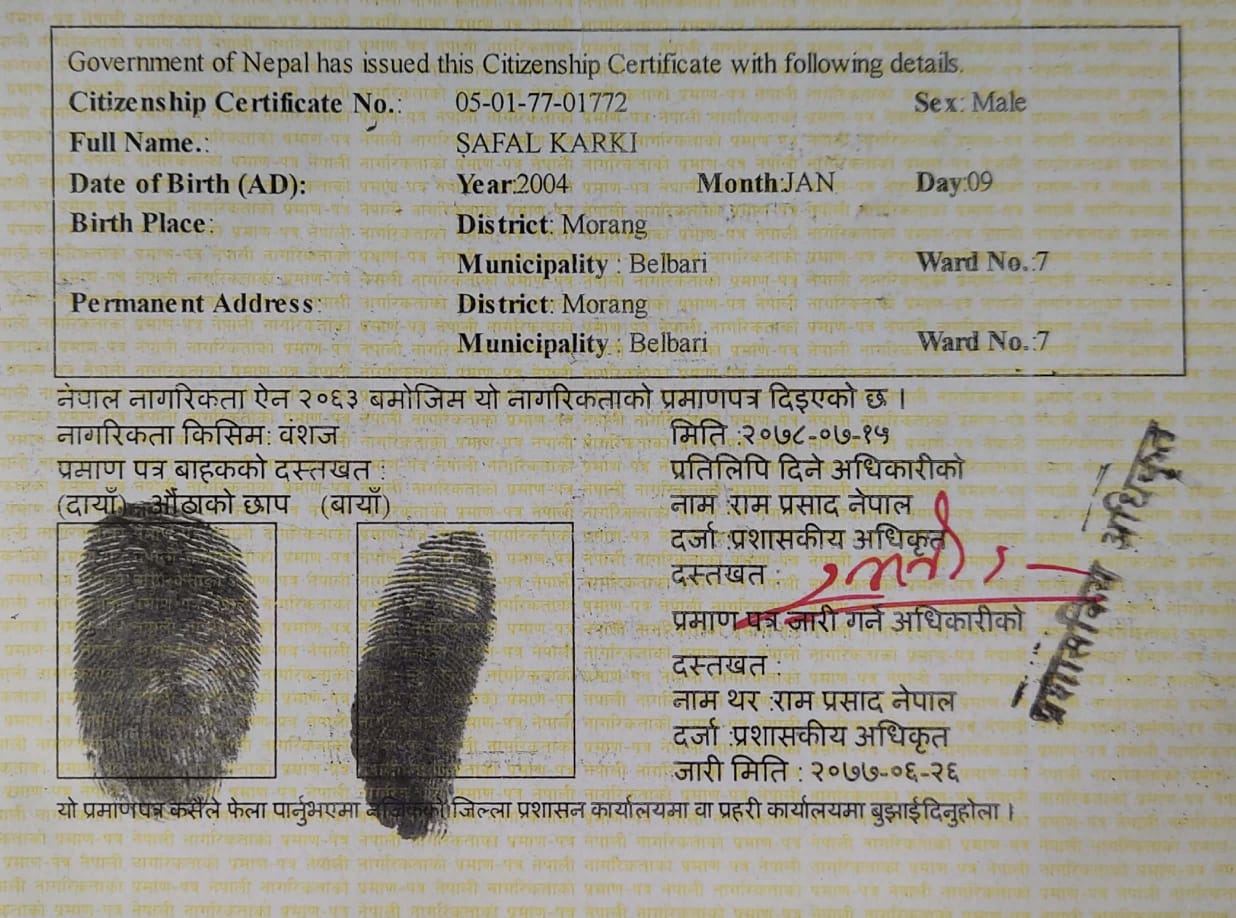 Government of Nepal has issued this Citizenship Certificate with following details.
Citizenship Certificate No.: 05-01-77-01772 Sex: Male
Full Name.: SAFAL KARKI
Date of Birth (AD): Year:2004 Month:JAN Day:09
Birth Place: District: Morang
Municipality : Belbari Ward No.:7
Permanent Address: District: Morang
Municipality : Belbari Ward No.:7
नेपाल नागरिकता ऐन २०६३ बमोजिम यो नागरिकताको प्रमाणपत्र दिइएको छ ।
नागरिकता किसिम: वंशज
प्रमाण पत्र बाहकको दस्तखत :
(दायाँ) औंठाको छाप (बायाँ)
मिति :२०७८-०७-१५
प्रतिलिपि दिने अधिकारीको
नाम :राम प्रसाद नेपाल
दर्जा :प्रशासकीय अधिकृत
दस्तखत :
प्रमाण पत्र जारी गर्ने अधिकारीको
दस्तखत :
नाम थर :राम प्रसाद नेपाल
दर्जा :प्रशासकीय अधिकृत
जारी मिति : २०७७-०६-२६
प्रशासकिय अधिकृत
यो प्रमाणपत्र कसैले फेला पार्नुभएमा जिल्ला प्रशासन कार्यालयमा वा प्रहरी कार्यालयमा बुझाईदिनुहोला ।